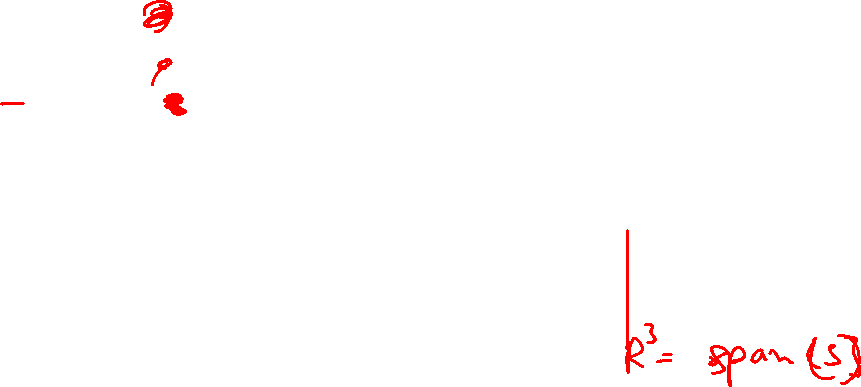 R³ = span(S)